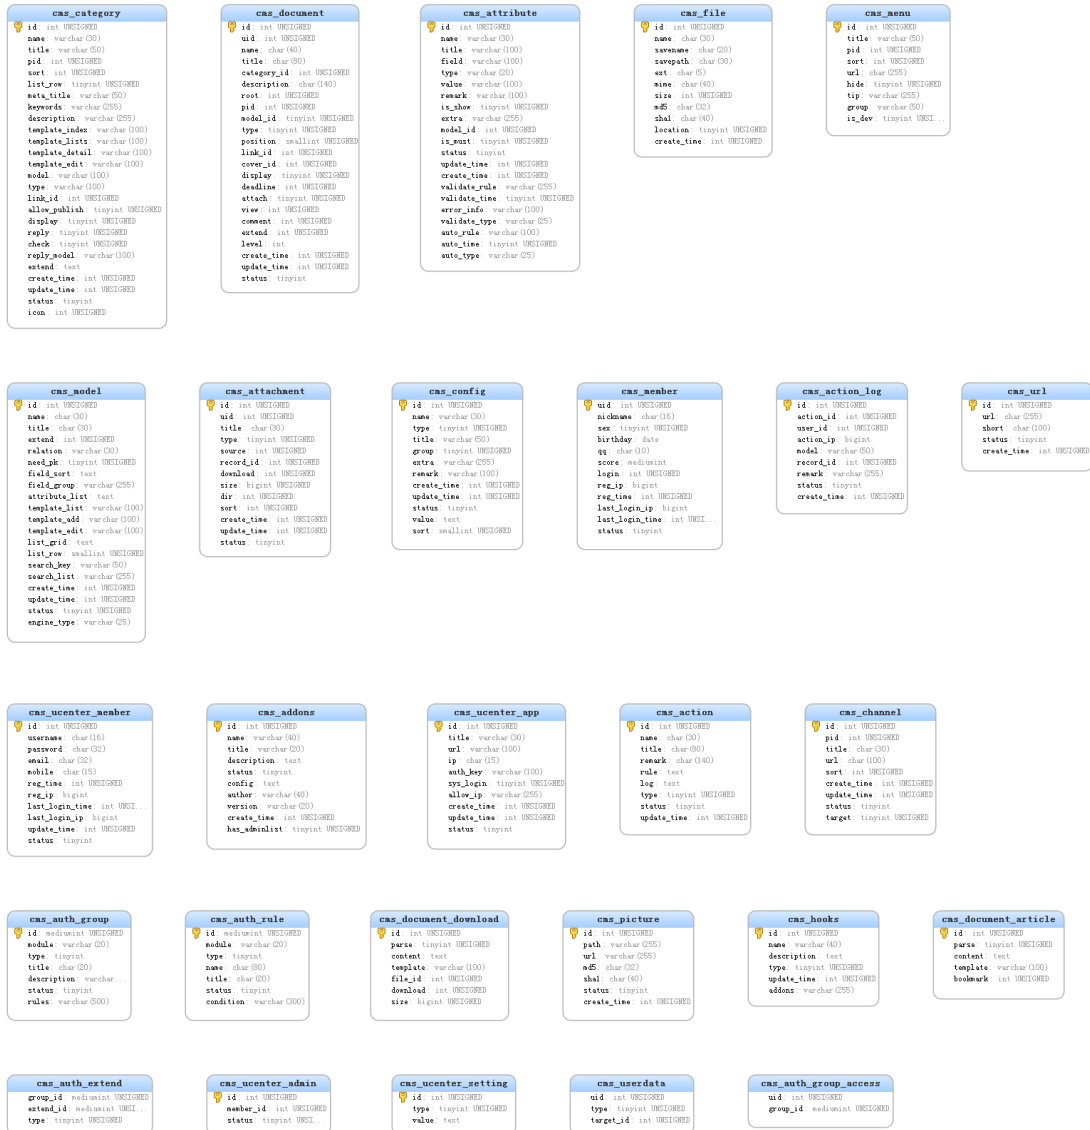 cms_category
id: int UNSIGNED
name: varchar(30)
title: varchar(50)
pid: int UNSIGNED
sort: int UNSIGNED
list_row: tinyint UNSIGNED
meta_title: varchar(50)
keywords: varchar(255)
description: varchar(255)
template_index: varchar(100)
template_lists: varchar(100)
template_detail: varchar(100)
template_edit: varchar(100)
model: varchar(100)
type: varchar(100)
link_id: int UNSIGNED
allow_publish: tinyint UNSIGNED
display: tinyint UNSIGNED
reply: tinyint UNSIGNED
check: tinyint UNSIGNED
reply_model: varchar(100)
extend: text
create_time: int UNSIGNED
update_time: int UNSIGNED
status: tinyint
icon: int UNSIGNED
cms_document
id: int UNSIGNED
uid: int UNSIGNED
name: char(40)
title: char(80)
category_id: int UNSIGNED
description: char(140)
root: int UNSIGNED
pid: int UNSIGNED
model_id: tinyint UNSIGNED
type: tinyint UNSIGNED
position: smallint UNSIGNED
link_id: int UNSIGNED
cover_id: int UNSIGNED
display: tinyint UNSIGNED
deadline: int UNSIGNED
attach: tinyint UNSIGNED
view: int UNSIGNED
comment: int UNSIGNED
extend: int UNSIGNED
level: int
create_time: int UNSIGNED
update_time: int UNSIGNED
status: tinyint
cms_attribute
id: int UNSIGNED
name: varchar(30)
title: varchar(100)
field: varchar(100)
type: varchar(20)
value: varchar(100)
remark: varchar(100)
is_show: tinyint UNSIGNED
extra: varchar(255)
model_id: int UNSIGNED
is_must: tinyint UNSIGNED
status: tinyint
update_time: int UNSIGNED
create_time: int UNSIGNED
validate_rule: varchar(255)
validate_time: tinyint UNSIGNED
error_info: varchar(100)
validate_type: varchar(25)
auto_rule: varchar(100)
auto_time: tinyint UNSIGNED
auto_type: varchar(25)
cms_file
id: int UNSIGNED
name: char(30)
savename: char(20)
savepath: char(30)
ext: char(5)
mime: char(40)
size: int UNSIGNED
md5: char(32)
sha1: char(40)
location: tinyint UNSIGNED
create_time: int UNSIGNED
cms_menu
id: int UNSIGNED
title: varchar(50)
pid: int UNSIGNED
sort: int UNSIGNED
url: char(255)
hide: tinyint UNSIGNED
tip: varchar(255)
group: varchar(50)
is_dev: tinyint UNSI...
cms_model
id: int UNSIGNED
name: char(30)
title: char(30)
extend: int UNSIGNED
relation: varchar(30)
need_pk: tinyint UNSIGNED
field_sort: text
field_group: varchar(255)
attribute_list: text
template_list: varchar(100)
template_add: varchar(100)
template_edit: varchar(100)
list_grid: text
list_row: smallint UNSIGNED
search_key: varchar(50)
search_list: varchar(255)
create_time: int UNSIGNED
update_time: int UNSIGNED
status: tinyint UNSIGNED
engine_type: varchar(25)
cms_attachment
id: int UNSIGNED
uid: int UNSIGNED
title: char(30)
type: tinyint UNSIGNED
source: int UNSIGNED
record_id: int UNSIGNED
download: int UNSIGNED
size: bigint UNSIGNED
dir: int UNSIGNED
sort: int UNSIGNED
create_time: int UNSIGNED
update_time: int UNSIGNED
status: tinyint
cms_config
id: int UNSIGNED
name: varchar(30)
type: tinyint UNSIGNED
title: varchar(50)
group: tinyint UNSIGNED
extra: varchar(255)
remark: varchar(100)
create_time: int UNSIGNED
update_time: int UNSIGNED
status: tinyint
value: text
sort: smallint UNSIGNED
cms_member
uid: int UNSIGNED
nickname: char(16)
sex: tinyint UNSIGNED
birthday: date
qq: char(10)
score: mediumint
login: int UNSIGNED
reg_ip: bigint
reg_time: int UNSIGNED
last_login_ip: bigint
last_login_time: int UNSI...
status: tinyint
cms_action_log
id: int UNSIGNED
action_id: int UNSIGNED
user_id: int UNSIGNED
action_ip: bigint
model: varchar(50)
record_id: int UNSIGNED
remark: varchar(255)
status: tinyint
create_time: int UNSIGNED
cms_url
id: int UNSIGNED
url: char(255)
short: char(100)
status: tinyint
create_time: int UNSIGNED
cms_ucenter_member
id: int UNSIGNED
username: char(16)
password: char(32)
email: char(32)
mobile: char(15)
reg_time: int UNSIGNED
reg_ip: bigint
last_login_time: int UNSI...
last_login_ip: bigint
update_time: int UNSIGNED
status: tinyint
cms_addons
id: int UNSIGNED
name: varchar(40)
title: varchar(20)
description: text
status: tinyint
config: text
author: varchar(40)
version: varchar(20)
create_time: int UNSIGNED
has_adminlist: tinyint UNSIGNED
cms_ucenter_app
id: int UNSIGNED
title: varchar(30)
url: varchar(100)
ip: char(15)
auth_key: varchar(100)
sys_login: tinyint UNSIGNED
allow_ip: varchar(255)
create_time: int UNSIGNED
update_time: int UNSIGNED
status: tinyint
cms_action
id: int UNSIGNED
name: char(30)
title: char(80)
remark: char(140)
rule: text
log: text
type: tinyint UNSIGNED
status: tinyint
update_time: int UNSIGNED
cms_channel
id: int UNSIGNED
pid: int UNSIGNED
title: char(30)
url: char(100)
sort: int UNSIGNED
create_time: int UNSIGNED
update_time: int UNSIGNED
status: tinyint
target: tinyint UNSIGNED
cms_auth_group
id: mediumint UNSIGNED
module: varchar(20)
type: tinyint
title: char(20)
description: varchar...
status: tinyint
rules: varchar(500)
cms_auth_rule
id: mediumint UNSIGNED
module: varchar(20)
type: tinyint
name: char(80)
title: char(20)
status: tinyint
condition: varchar(300)
cms_document_download
id: int UNSIGNED
parse: tinyint UNSIGNED
content: text
template: varchar(100)
file_id: int UNSIGNED
download: int UNSIGNED
size: bigint UNSIGNED
cms_picture
id: int UNSIGNED
path: varchar(255)
url: varchar(255)
md5: char(32)
sha1: char(40)
status: tinyint
create_time: int UNSIGNED
cms_hooks
id: int UNSIGNED
name: varchar(40)
description: text
type: tinyint UNSIGNED
update_time: int UNSIGNED
addons: varchar(255)
cms_document_article
id: int UNSIGNED
parse: tinyint UNSIGNED
content: text
template: varchar(100)
bookmark: int UNSIGNED
cms_auth_extend
group_id: mediumint UNSIGNED
extend_id: mediumint UNSI...
type: tinyint UNSIGNED
cms_ucenter_admin
id: int UNSIGNED
member_id: int UNSIGNED
status: tinyint UNSI...
cms_ucenter_setting
id: int UNSIGNED
type: tinyint UNSIGNED
value: text
cms_userdata
uid: int UNSIGNED
type: tinyint UNSIGNED
target_id: int UNSIGNED
cms_auth_group_access
uid: int UNSIGNED
group_id: mediumint UNSIGNED